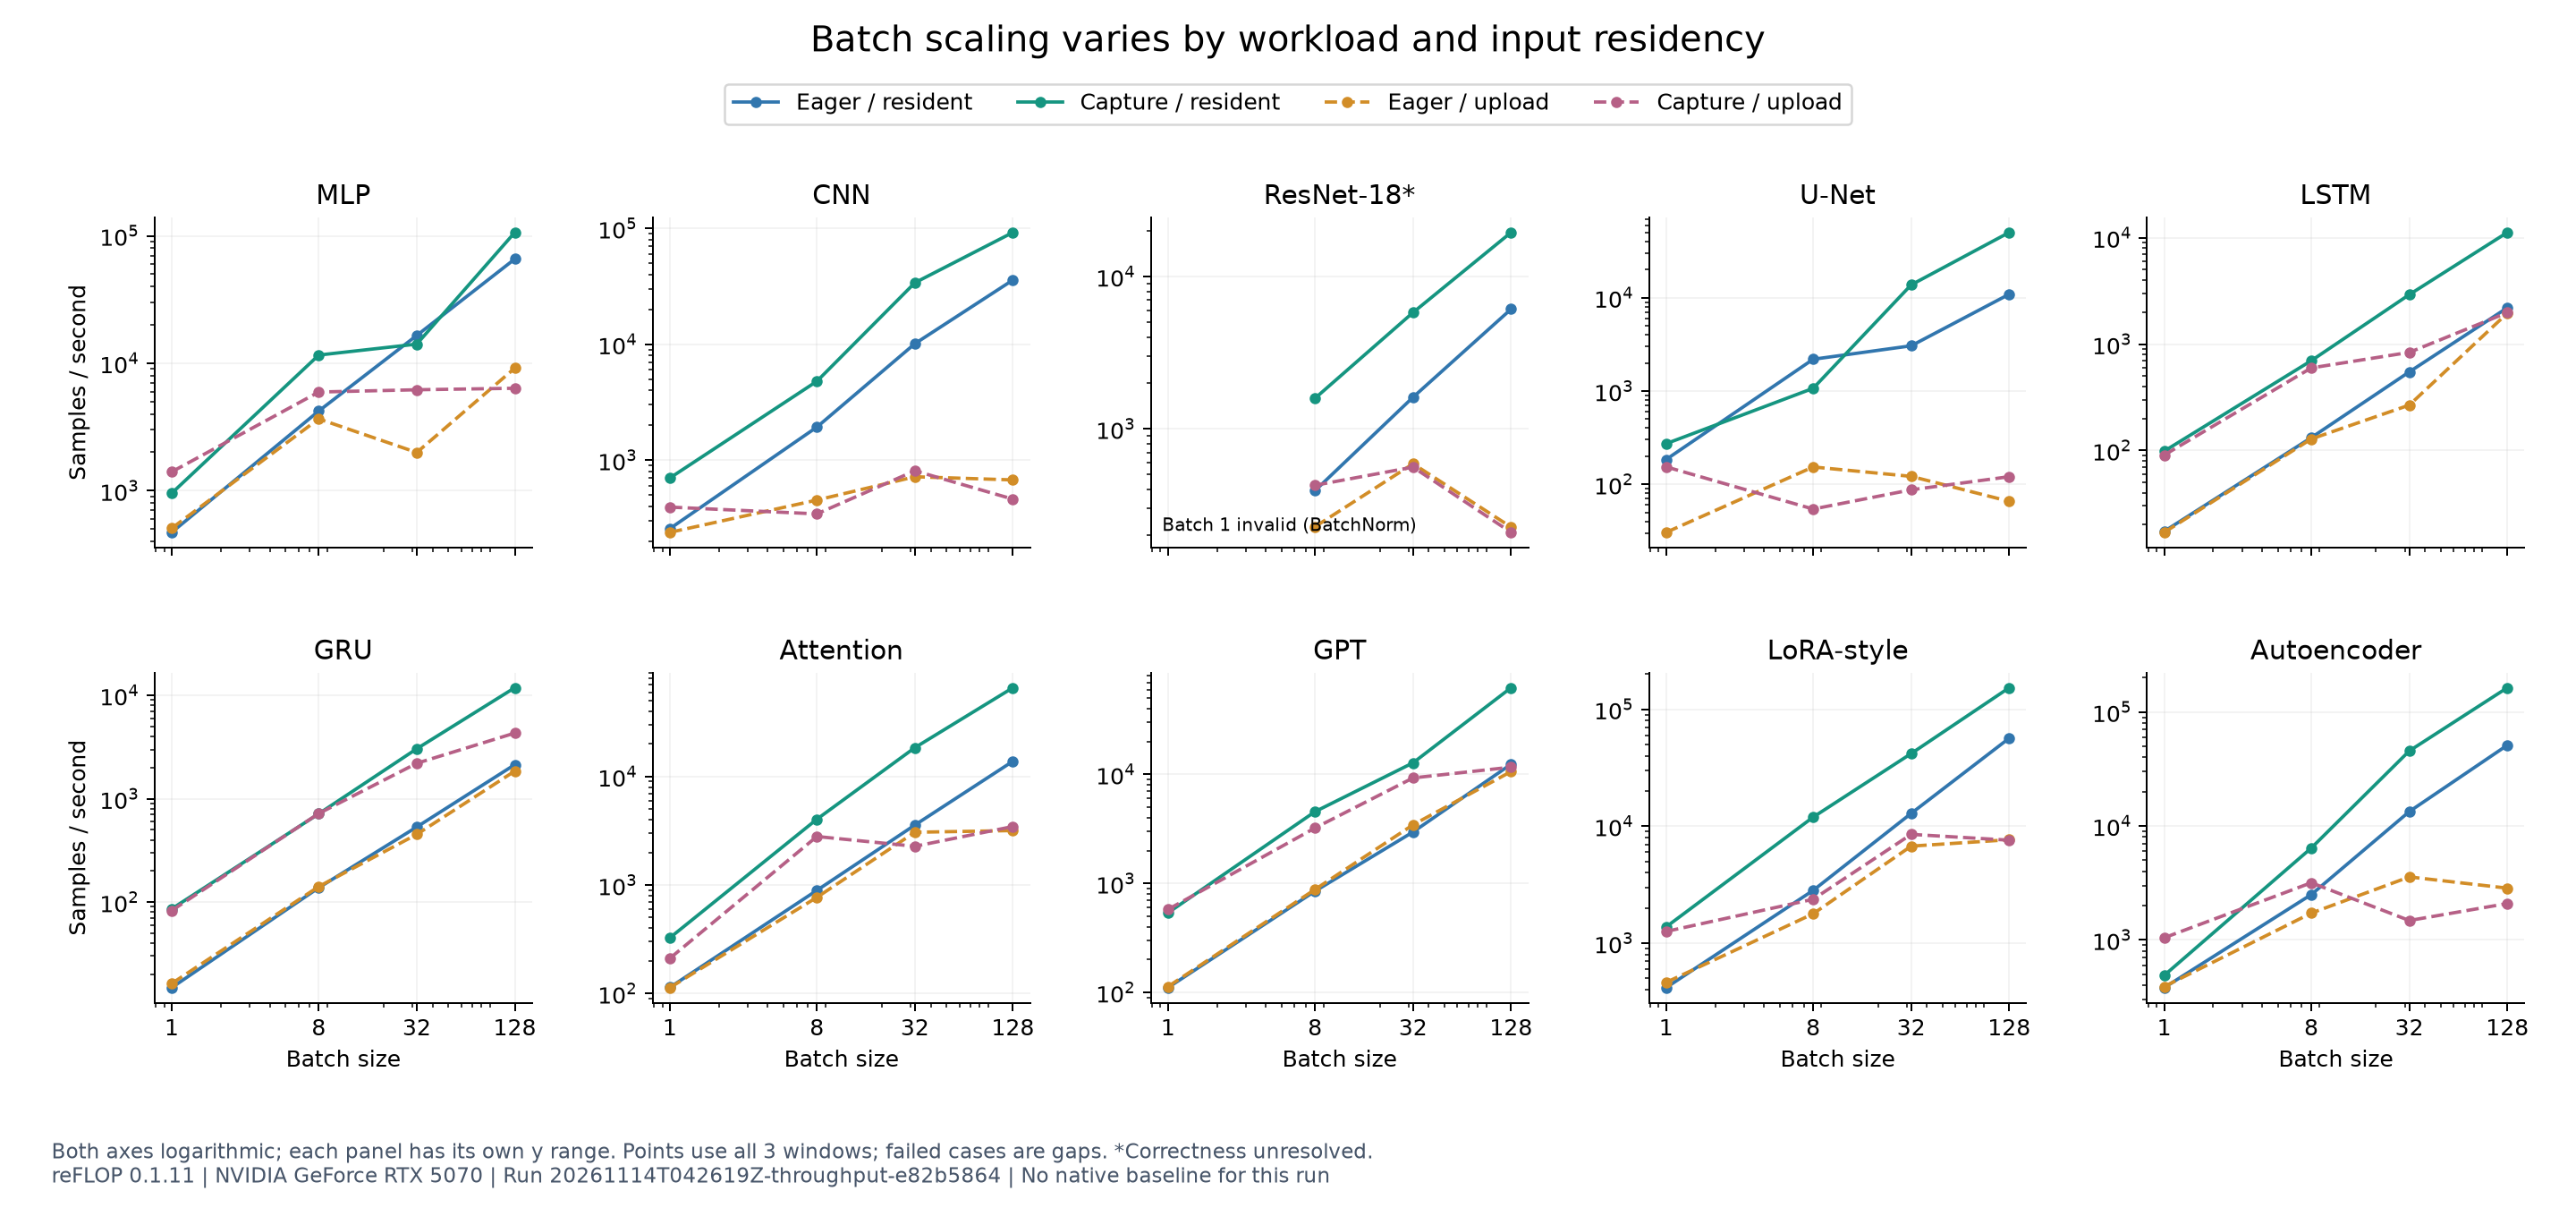 Batch scaling varies by workload and input residency
Eager / resident
Capture / resident
Eager / upload
Capture / upload
MLP
CNN
ResNet-18*
U-Net
LSTM
Samples / second
10⁵
10⁴
10³
10⁵
10⁴
10³
10⁴
10³
Batch 1 invalid (BatchNorm)
10⁴
10³
10²
10⁴
10³
10²
GRU
Attention
GPT
LoRA-style
Autoencoder
Samples / second
10⁴
10³
10²
10⁴
10³
10²
10⁴
10³
10²
10⁵
10⁴
10³
10⁵
10⁴
10³
1 8 32 128
1 8 32 128
1 8 32 128
1 8 32 128
1 8 32 128
Batch size
Batch size
Batch size
Batch size
Batch size
Both axes logarithmic; each panel has its own y range. Points use all 3 windows; failed cases are gaps. *Correctness unresolved.
reFLOP 0.1.11 | NVIDIA GeForce RTX 5070 | Run 20261114T042619Z-throughput-e82b5864 | No native baseline for this run